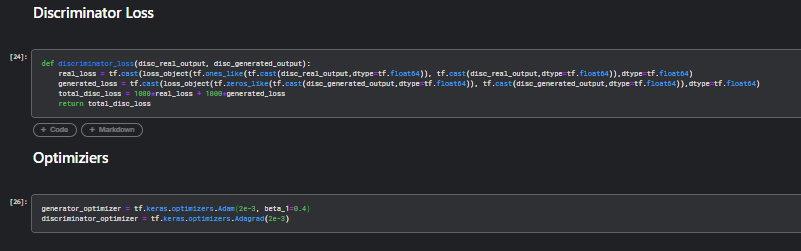 Discriminator Loss
[24]:
def discriminator_loss(disc_real_output, disc_generated_output):
real_loss = tf.cast(loss_object(tf.ones_like(tf.cast(disc_real_output,dtype=tf.float64)), tf.cast(disc_real_output,dtype=tf.float64)),dtype=tf.float64)
generated_loss = tf.cast(loss_object(tf.zeros_like(tf.cast(disc_generated_output,dtype=tf.float64)), tf.cast(disc_generated_output,dtype=tf.float64)),dtype=tf.float64)
total_disc_loss = 1000*real_loss + 1000*generated_loss
return total_disc_loss
+ Code + Markdown
Optimiziers
[26]:
generator_optimizer = tf.keras.optimizers.Adam(2e-3, beta_1=0.4)
discriminator_optimizer = tf.keras.optimizers.Adagrad(2e-3)